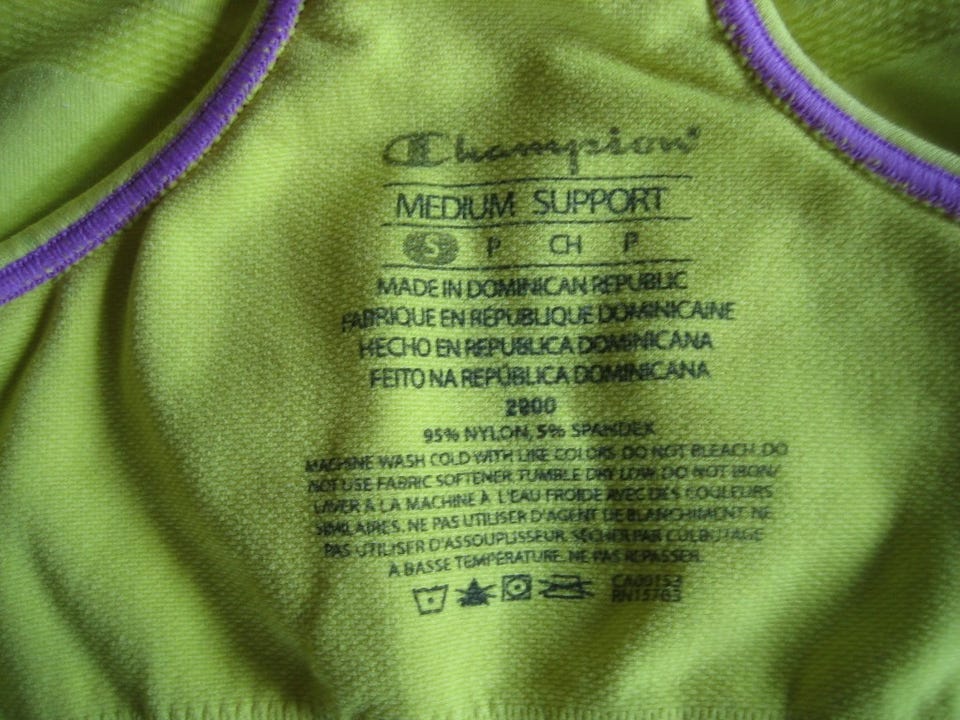 Champion
MEDIUM SUPPORT
S P CH P
MADE IN DOMINICAN REPUBLIC
FABRIQUE EN RÉPUBLIQUE DOMINICAINE
HECHO EN REPUBLICA DOMINICANA
FEITO NA REPÚBLICA DOMINICANA
2900
95% NYLON, 5% SPANDEX
MACHINE WASH COLD WITH LIKE COLORS. DO NOT BLEACH. DO
NOT USE FABRIC SOFTENER. TUMBLE DRY LOW. DO NOT IRON/
LAVER À LA MACHINE À L'EAU FROIDE AVEC DES COULEURS
SIMILAIRES. NE PAS UTILISER D'AGENT DE BLANCHIMENT. NE
PAS UTILISER D'ASSOUPLISSEUR. SÉCHER PAR CULBUTAGE
À BASSE TEMPÉRATURE. NE PAS REPASSER.
RN15763